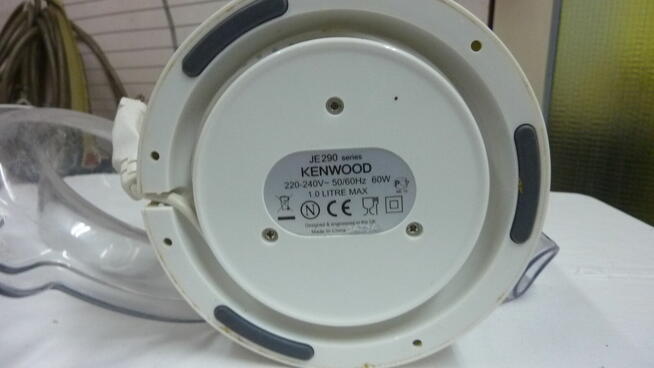 JE290 series
KENWOOD
220-240V~ 50/60Hz 60W
1.0 LITRE MAX
N CE
Designed & engineered in the UK
Made in China